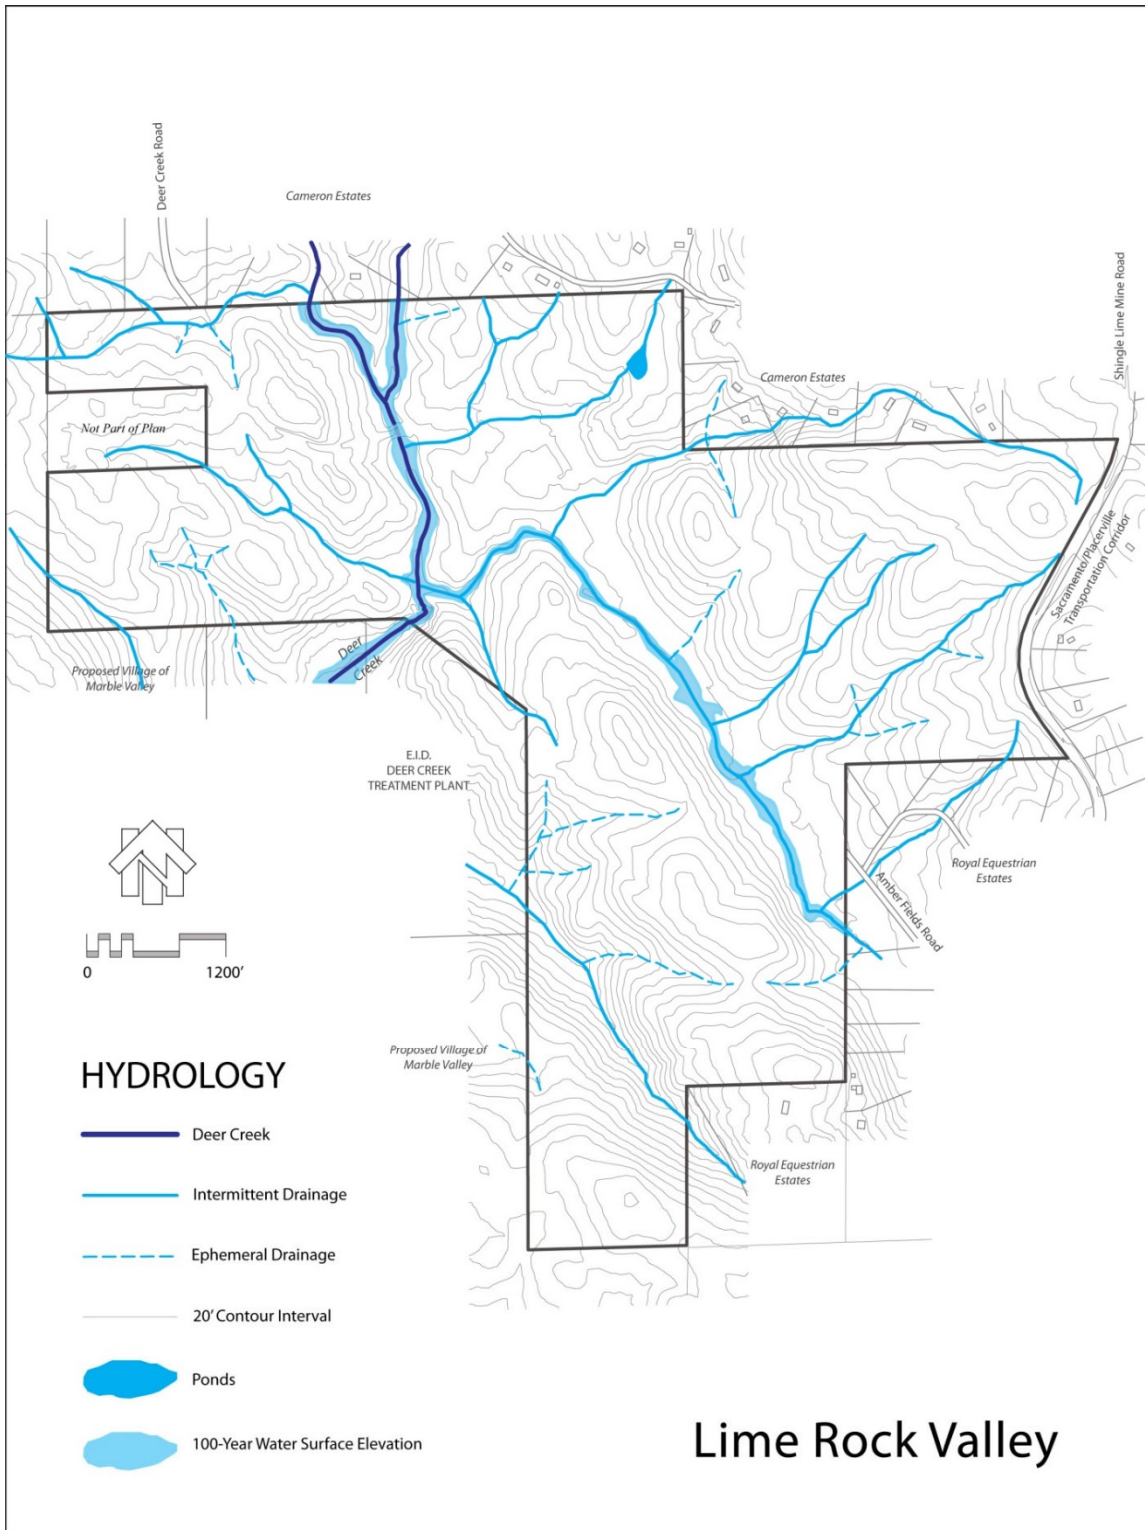 Deer Creek Road
Cameron Estates
Shingle Lime Mine Road
Cameron Estates
Not Part of Plan
Sacramento/Placerville
Transportation Corridor
Deer
Creek
Proposed Village of
Marble Valley
E.I.D.
DEER CREEK
TREATMENT PLANT
N
Royal Equestrian
Estates
Amber Fields Road
0
1200’
Proposed Village of
Marble Valley
HYDROLOGY
Deer Creek
Intermittent Drainage
Royal Equestrian
Estates
Ephemeral Drainage
20’ Contour Interval
Ponds
100-Year Water Surface Elevation
Lime Rock Valley